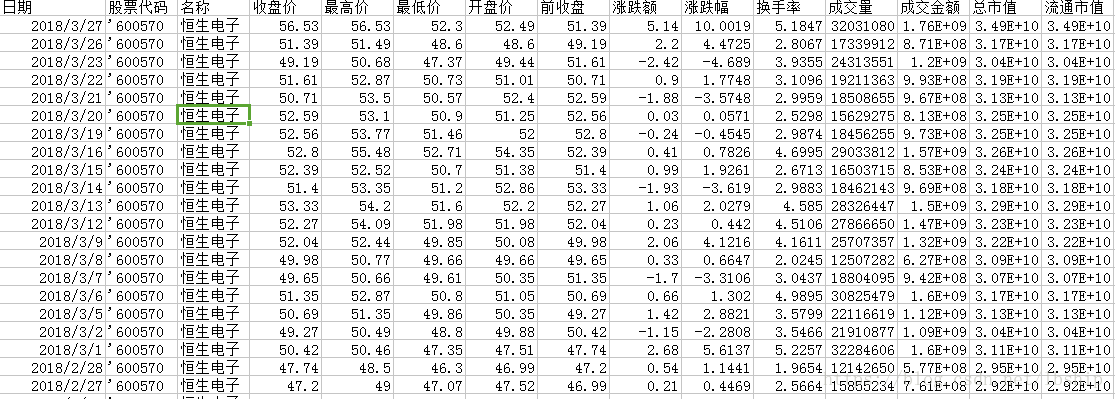 日期 股票代码 名称 收盘价 最高价 最低价 开盘价 前收盘 涨跌额 涨跌幅 换手率 成交量 成交金额 总市值 流通市值
2018/3/27 '600570 恒生电子 56.53 56.53 52.3 52.49 51.39 5.14 10.0019 5.1847 32031080 1.76E+09 3.49E+10 3.49E+10
2018/3/26 '600570 恒生电子 51.39 51.49 48.6 48.6 49.19 2.2 4.4725 2.8067 17339912 8.71E+08 3.17E+10 3.17E+10
2018/3/23 '600570 恒生电子 49.19 50.68 47.37 49.44 51.61 -2.42 -4.689 3.9355 24313551 1.2E+09 3.04E+10 3.04E+10
2018/3/22 '600570 恒生电子 51.61 52.87 50.73 51.01 50.71 0.9 1.7748 3.1096 19211363 9.93E+08 3.19E+10 3.19E+10
2018/3/21 '600570 恒生电子 50.71 53.5 50.57 52.4 52.59 -1.88 -3.5748 2.9959 18508655 9.67E+08 3.13E+10 3.13E+10
2018/3/20 '600570 恒生电子 52.59 53.1 50.9 51.25 52.56 0.03 0.0571 2.5298 15629275 8.13E+08 3.25E+10 3.25E+10
2018/3/19 '600570 恒生电子 52.56 53.77 51.46 52 52.8 -0.24 -0.4545 2.9874 18456255 9.73E+08 3.25E+10 3.25E+10
2018/3/16 '600570 恒生电子 52.8 55.48 52.71 54.35 52.39 0.41 0.7826 4.6995 29033812 1.57E+09 3.26E+10 3.26E+10
2018/3/15 '600570 恒生电子 52.39 52.52 50.7 51.38 51.4 0.99 1.9261 2.6713 16503715 8.53E+08 3.24E+10 3.24E+10
2018/3/14 '600570 恒生电子 51.4 53.35 51.2 52.86 53.33 -1.93 -3.619 2.9883 18462143 9.69E+08 3.18E+10 3.18E+10
2018/3/13 '600570 恒生电子 53.33 54.2 51.6 52.2 52.27 1.06 2.0279 4.585 28326447 1.5E+09 3.29E+10 3.29E+10
2018/3/12 '600570 恒生电子 52.27 54.09 51.98 51.98 52.04 0.23 0.442 4.5106 27866650 1.47E+09 3.23E+10 3.23E+10
2018/3/9 '600570 恒生电子 52.04 52.44 49.85 50.08 49.98 2.06 4.1216 4.1611 25707357 1.32E+09 3.22E+10 3.22E+10
2018/3/8 '600570 恒生电子 49.98 50.77 49.66 49.66 49.65 0.33 0.6647 2.0245 12507282 6.27E+08 3.09E+10 3.09E+10
2018/3/7 '600570 恒生电子 49.65 50.66 49.61 50.35 51.35 -1.7 -3.3106 3.0437 18804095 9.42E+08 3.07E+10 3.07E+10
2018/3/6 '600570 恒生电子 51.35 52.87 50.8 51.05 50.69 0.66 1.302 4.9895 30825479 1.6E+09 3.17E+10 3.17E+10
2018/3/5 '600570 恒生电子 50.69 51.35 49.86 50.35 49.27 1.42 2.8821 3.5799 22116619 1.12E+09 3.13E+10 3.13E+10
2018/3/2 '600570 恒生电子 49.27 50.49 48.8 49.88 50.42 -1.15 -2.2808 3.5466 21910877 1.09E+09 3.04E+10 3.04E+10
2018/3/1 '600570 恒生电子 50.42 50.46 47.35 47.51 47.74 2.68 5.6137 5.2257 32284606 1.6E+09 3.11E+10 3.11E+10
2018/2/28 '600570 恒生电子 47.74 48.5 46.3 46.99 47.2 0.54 1.1441 1.9654 12142650 5.77E+08 2.95E+10 2.95E+10
2018/2/27 '600570 恒生电子 47.2 49 47.07 47.52 46.99 0.21 0.4469 2.5664 15855234 7.61E+08 2.92E+10 2.92E+10